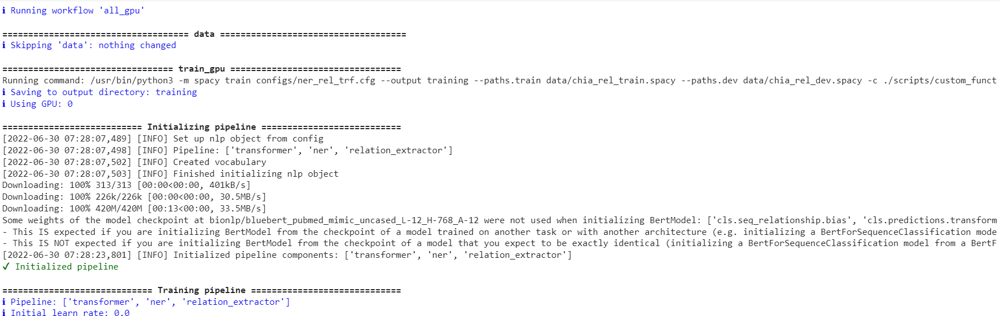 ℹ Running workflow 'all_gpu'
==================================== data ====================================
ℹ Skipping 'data': nothing changed
================================= train_gpu =================================
Running command: /usr/bin/python3 -m spacy train configs/ner_rel_trf.cfg --output training --paths.train data/chia_rel_train.spacy --paths.dev data/chia_rel_dev.spacy -c ./scripts/custom_funct
ℹ Saving to output directory: training
ℹ Using GPU: 0
=========================== Initializing pipeline ===========================
[2022-06-30 07:28:07,489] [INFO] Set up nlp object from config
[2022-06-30 07:28:07,498] [INFO] Pipeline: ['transformer', 'ner', 'relation_extractor']
[2022-06-30 07:28:07,502] [INFO] Created vocabulary
[2022-06-30 07:28:07,503] [INFO] Finished initializing nlp object
Downloading: 100% 313/313 [00:00<00:00, 401kB/s]
Downloading: 100% 226k/226k [00:00<00:00, 30.5MB/s]
Downloading: 100% 420M/420M [00:13<00:00, 33.5MB/s]
Some weights of the model checkpoint at bionlp/bluebert_pubmed_mimic_uncased_L-12_H-768_A-12 were not used when initializing BertModel: ['cls.seq_relationship.bias', 'cls.predictions.transform
- This IS expected if you are initializing BertModel from the checkpoint of a model trained on another task or with another architecture (e.g. initializing a BertForSequenceClassification mode
- This IS NOT expected if you are initializing BertModel from the checkpoint of a model that you expect to be exactly identical (initializing a BertForSequenceClassification model from a BertF
[2022-06-30 07:28:23,801] [INFO] Initialized pipeline components: ['transformer', 'ner', 'relation_extractor']
✔ Initialized pipeline
============================= Training pipeline =============================
ℹ Pipeline: ['transformer', 'ner', 'relation_extractor']
ℹ Initial learn rate: 0.0